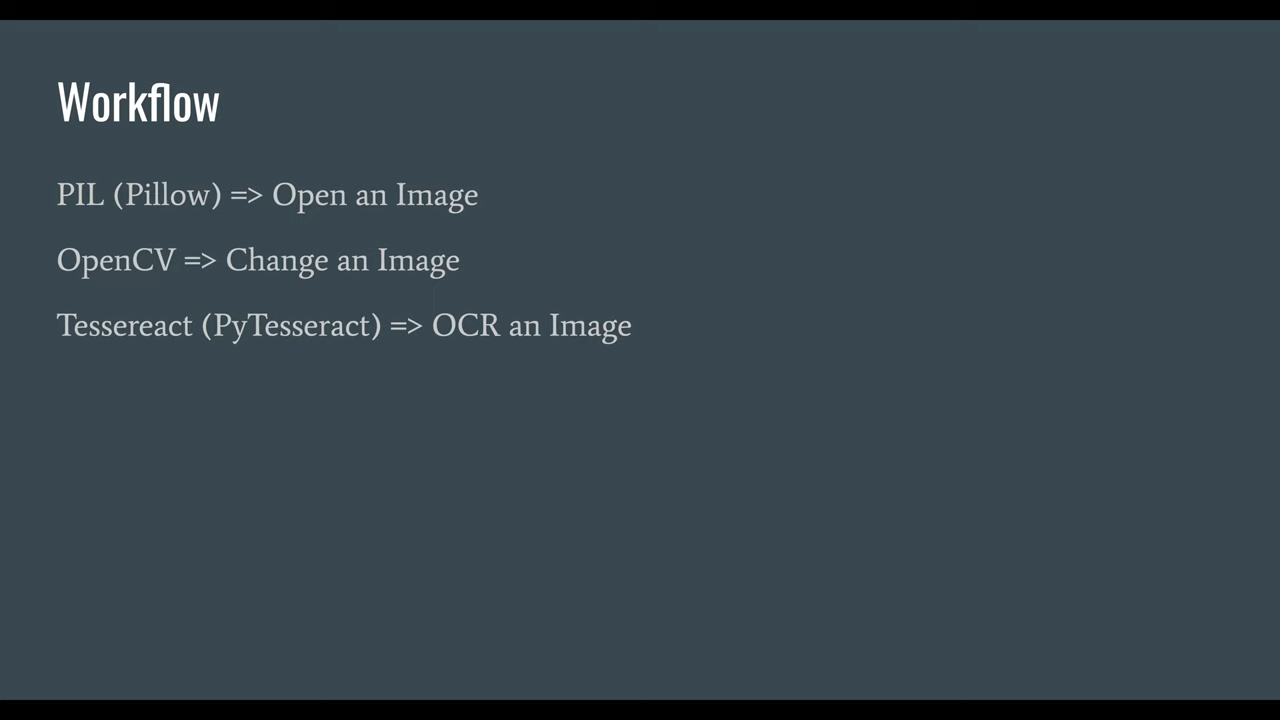 Workflow
PIL (Pillow) => Open an Image
OpenCV => Change an Image
Tessereact (PyTesseract) => OCR an Image